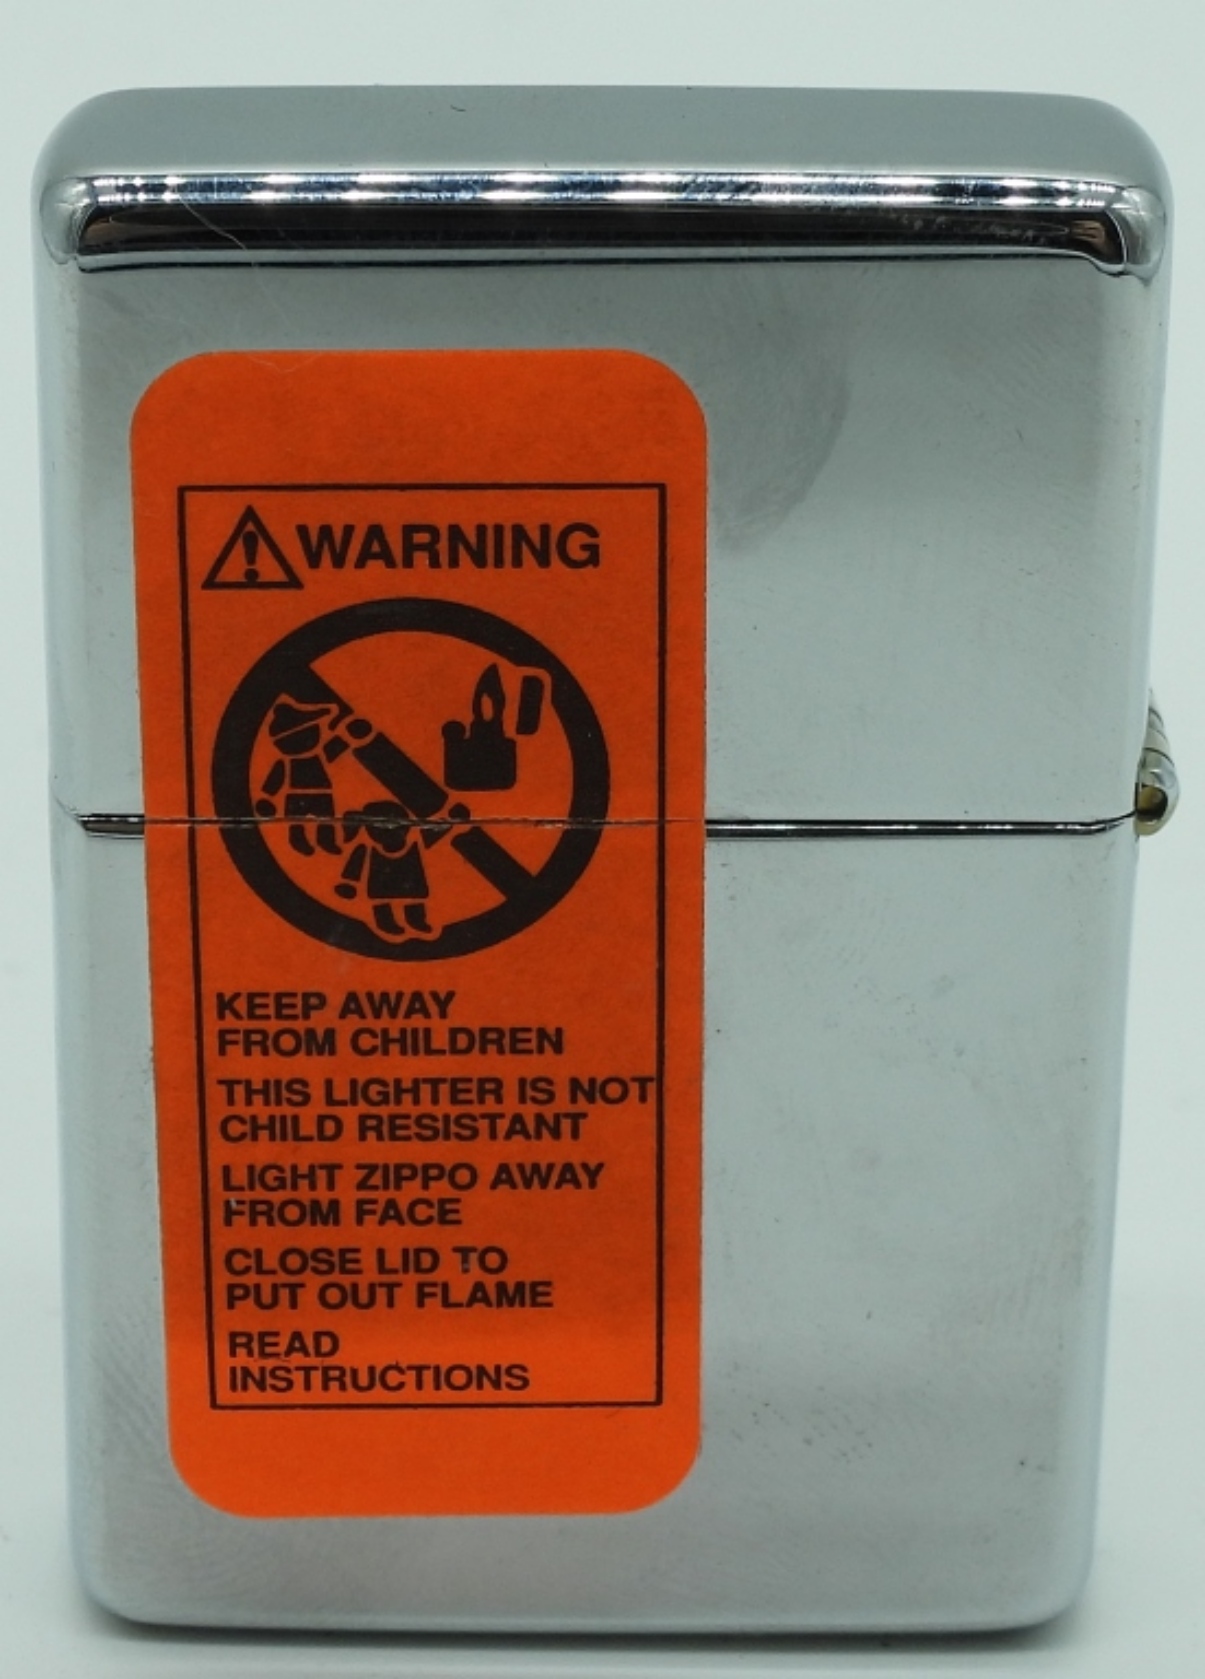 WARNING
KEEP AWAY
FROM CHILDREN
THIS LIGHTER IS NOT
CHILD RESISTANT
LIGHT ZIPPO AWAY
FROM FACE
CLOSE LID TO
PUT OUT FLAME
READ
INSTRUCTIONS